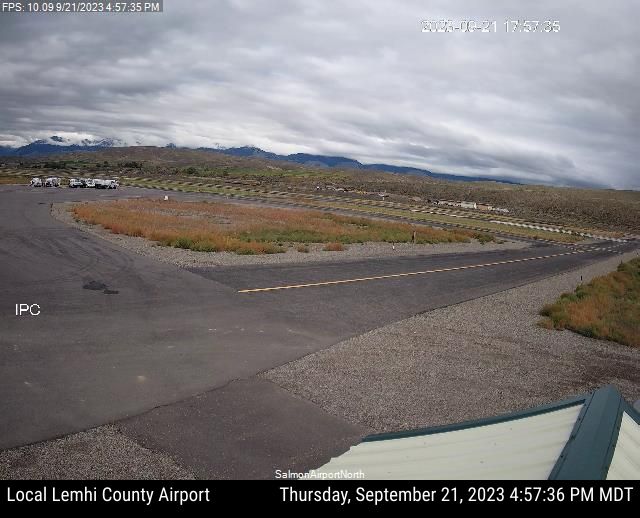 FPS: 10.09 9/21/2023 4:57:35 PM
2023-09-21 17:57:35
IPC
SalmonAirportNorth
Local Lemhi County Airport Thursday, September 21, 2023 4:57:36 PM MDT